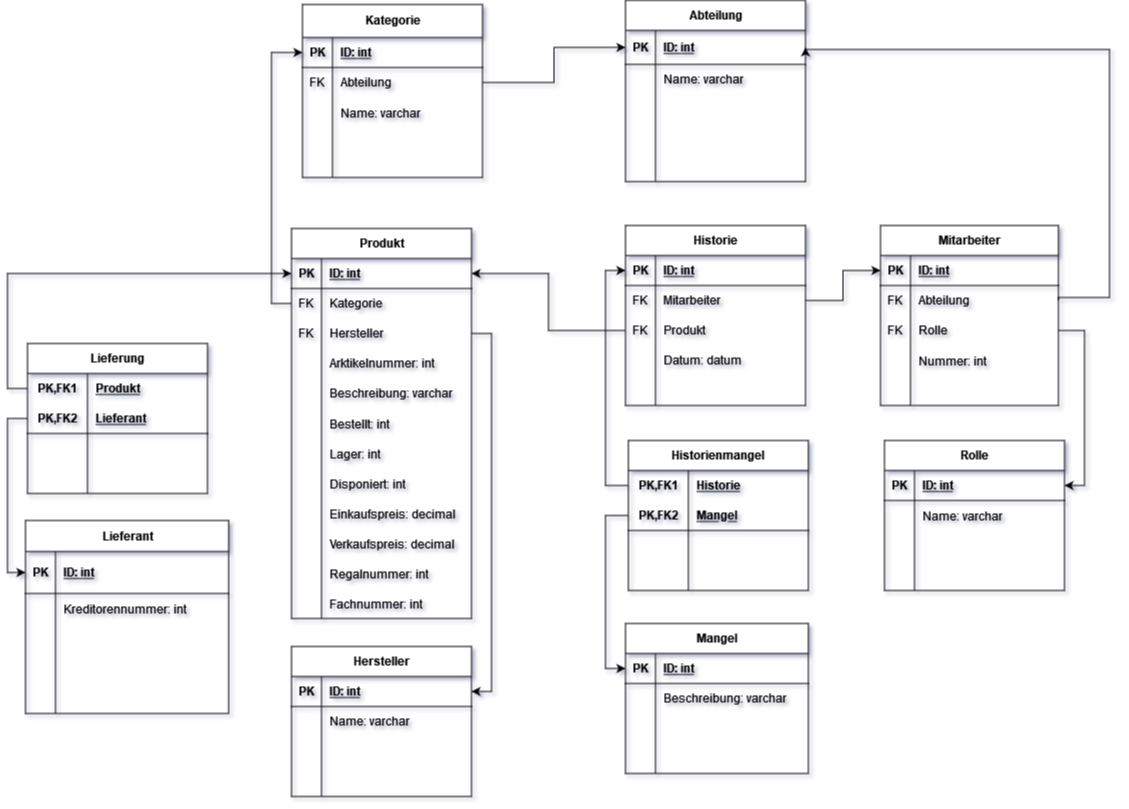 Kategorie
PK ID: int
FK Abteilung
Name: varchar
Abteilung
PK ID: int
Name: varchar
Produkt
PK ID: int
FK Kategorie
FK Hersteller
Arktikelnummer: int
Beschreibung: varchar
Bestellt: int
Lager: int
Disponiert: int
Einkaufspreis: decimal
Verkaufspreis: decimal
Regalnummer: int
Fachnummer: int
Historie
PK ID: int
FK Mitarbeiter
FK Produkt
Datum: datum
Mitarbeiter
PK ID: int
FK Abteilung
FK Rolle
Nummer: int
Lieferung
PK,FK1 Produkt
PK,FK2 Lieferant
Historienmangel
PK,FK1 Historie
PK,FK2 Mangel
Rolle
PK ID: int
Name: varchar
Lieferant
PK ID: int
Kreditorennummer: int
Hersteller
PK ID: int
Name: varchar
Mangel
PK ID: int
Beschreibung: varchar